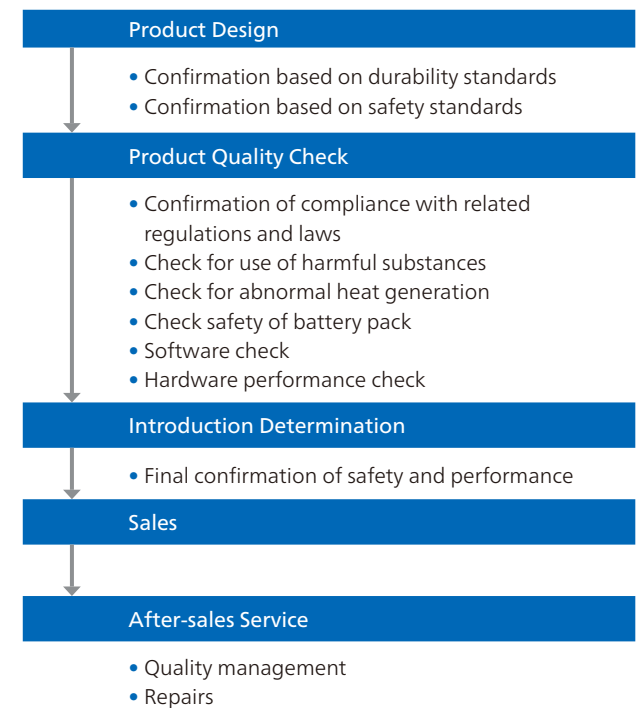 Product Design
• Confirmation based on durability standards
• Confirmation based on safety standards
Product Quality Check
• Confirmation of compliance with related
regulations and laws
• Check for use of harmful substances
• Check for abnormal heat generation
• Check safety of battery pack
• Software check
• Hardware performance check
Introduction Determination
• Final confirmation of safety and performance
Sales
After-sales Service
• Quality management
• Repairs